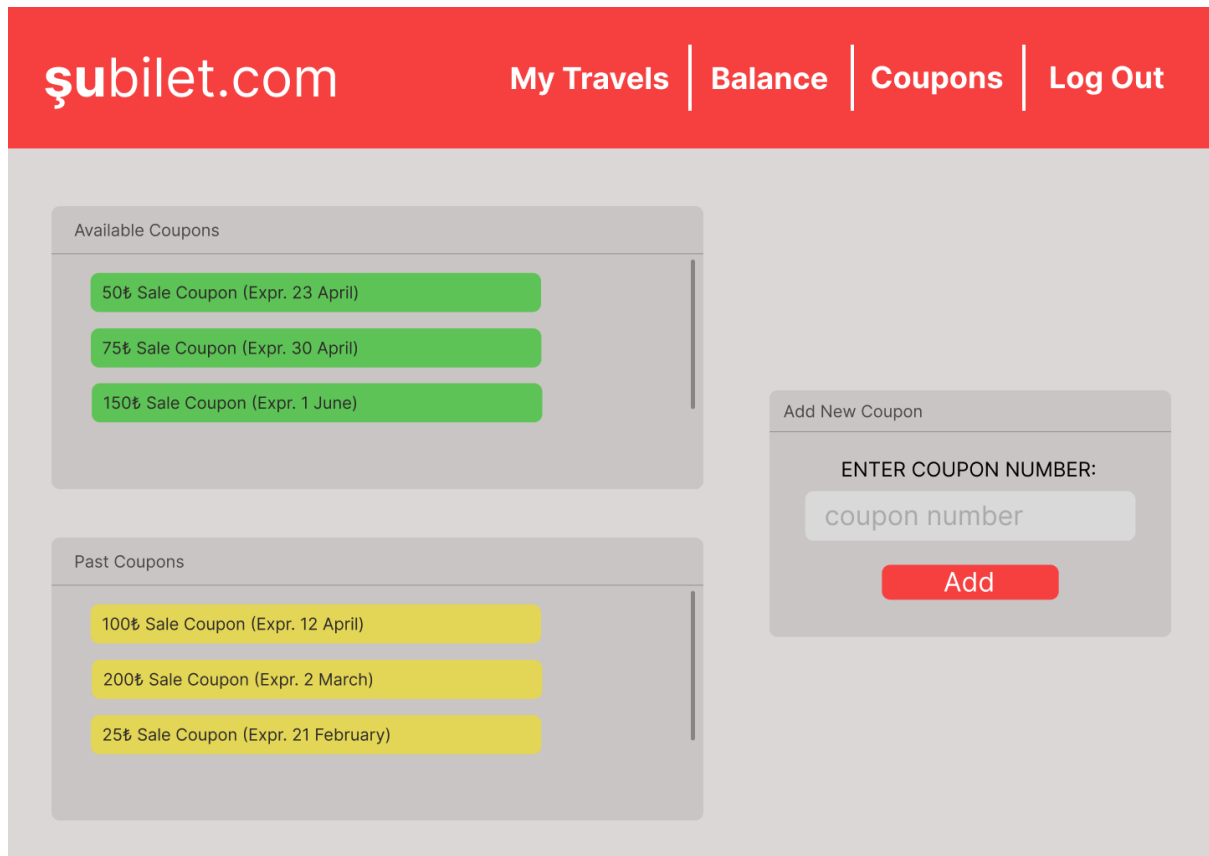 şubilet.com
My Travels
Balance
Coupons
Log Out
Available Coupons
50₺ Sale Coupon (Expr. 23 April)
75₺ Sale Coupon (Expr. 30 April)
150₺ Sale Coupon (Expr. 1 June)
Past Coupons
100₺ Sale Coupon (Expr. 12 April)
200₺ Sale Coupon (Expr. 2 March)
25₺ Sale Coupon (Expr. 21 February)
Add New Coupon
ENTER COUPON NUMBER:
coupon number
Add